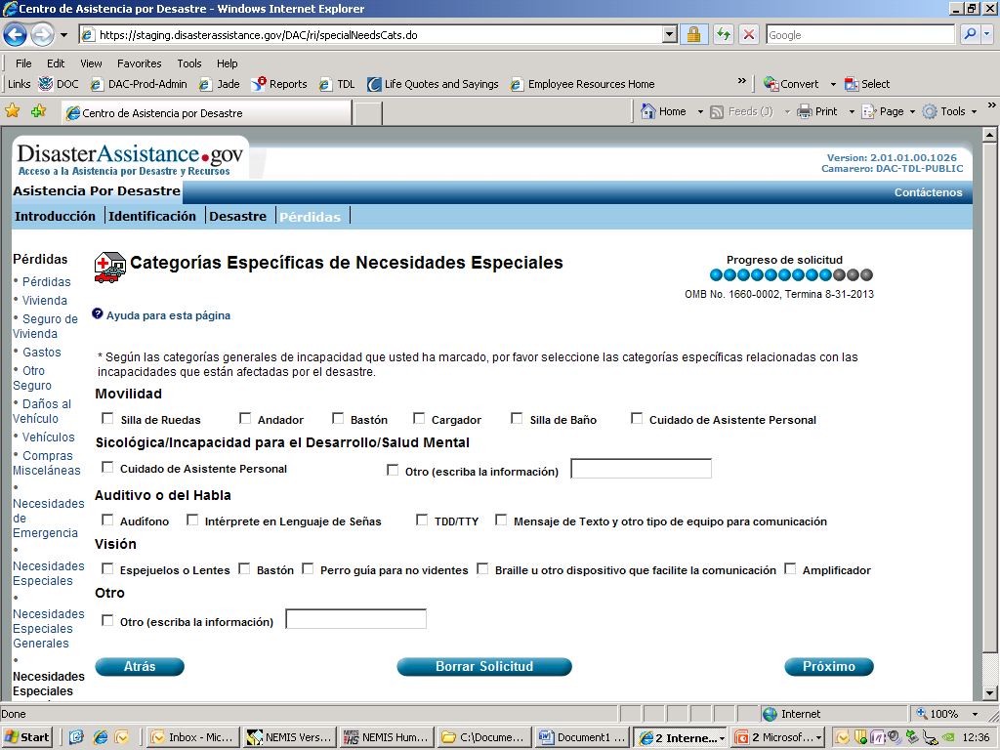 Centro de Asistencia por Desastre - Windows Internet Explorer
https://staging.disasterassistance.gov/DAC/ri/specialNeedsCats.do
Google
File Edit View Favorites Tools Help
Links DOC DAC-Prod-Admin Jade Reports TDL Life Quotes and Sayings Employee Resources Home » Convert Select
Centro de Asistencia por Desastre
Home Feeds (J) Print Page Tools »
DisasterAssistance.gov
Acceso a la Asistencia por Desastre y Recursos
Version: 2.01.01.00.1026
Camarero: DAC-TDL-PUBLIC
Asistencia Por Desastre
Contáctenos
Introducción Identificación Desastre Pérdidas
Pérdidas
• Pérdidas
• Vivienda
• Seguro de
Vivienda
• Gastos
• Otro
Seguro
• Daños al
Vehículo
• Vehículos
• Compras
Misceláneas
•
Necesidades
de
Emergencia
•
Necesidades
Especiales
•
Necesidades
Especiales
Generales
•
Necesidades
Especiales
Categorías Específicas de Necesidades Especiales
Progreso de solicitud
OMB No. 1660-0002, Termina 8-31-2013
? Ayuda para esta página
* Según las categorías generales de incapacidad que usted ha marcado, por favor seleccione las categorías específicas relacionadas con las
incapacidades que están afectadas por el desastre.
Movilidad
Silla de Ruedas Andador Bastón Cargador Silla de Baño Cuidado de Asistente Personal
Sicológica/Incapacidad para el Desarrollo/Salud Mental
Cuidado de Asistente Personal Otro (escriba la información)
Auditivo o del Habla
Audífono Intérprete en Lenguaje de Señas TDD/TTY Mensaje de Texto y otro tipo de equipo para comunicación
Visión
Espejuelos o Lentes Bastón Perro guía para no videntes Braille u otro dispositivo que facilite la comunicación Amplificador
Otro
Otro (escriba la información)
Atrás Borrar Solicitud Próximo
Done Internet 100%
Start Inbox - Mic... NEMIS Vers... NEMIS Hum... C:\Docume... Document1 ... 2 Interne... 2 Microsof... 12:36